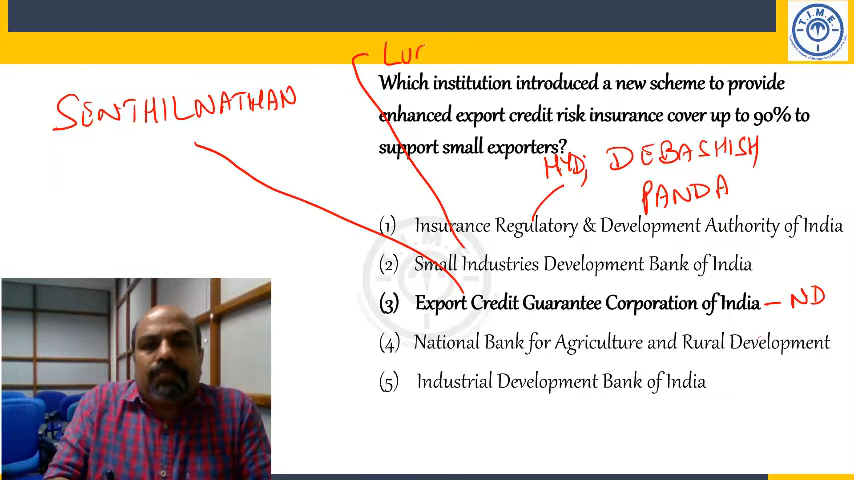 T.I.M.E.
Lur
Which institution introduced a new scheme to provide
enhanced export credit risk insurance cover up to 90% to
support small exporters?
SENTHILNATHAN
HYD; DEBASHISH
PANDA
(1) Insurance Regulatory & Development Authority of India
(2) Small Industries Development Bank of India
(3) Export Credit Guarantee Corporation of India – ND
(4) National Bank for Agriculture and Rural Development
(5) Industrial Development Bank of India